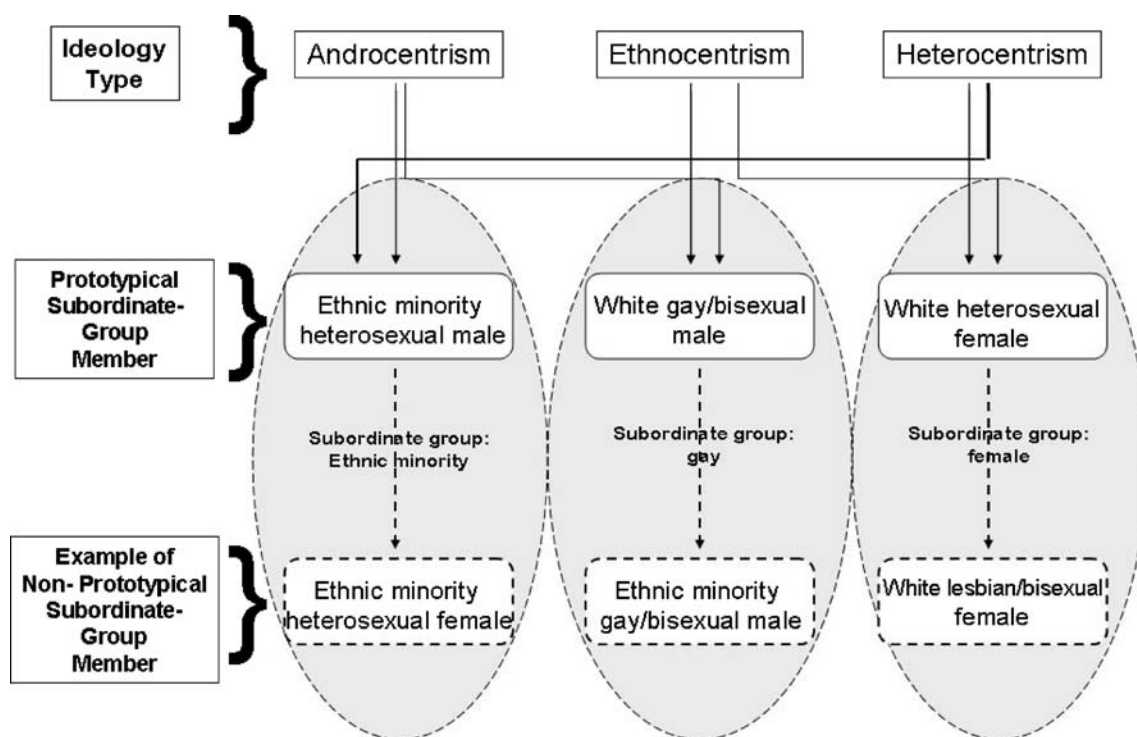 Ideology
Type
Androcentrism
Ethnocentrism
Heterocentrism
Prototypical
Subordinate-
Group
Member
Ethnic minority
heterosexual male
White gay/bisexual
male
White heterosexual
female
Subordinate group:
Ethnic minority
Subordinate group:
gay
Subordinate group:
female
Example of
Non- Prototypical
Subordinate-
Group
Member
Ethnic minority
heterosexual female
Ethnic minority
gay/bisexual male
White lesbian/bisexual
female